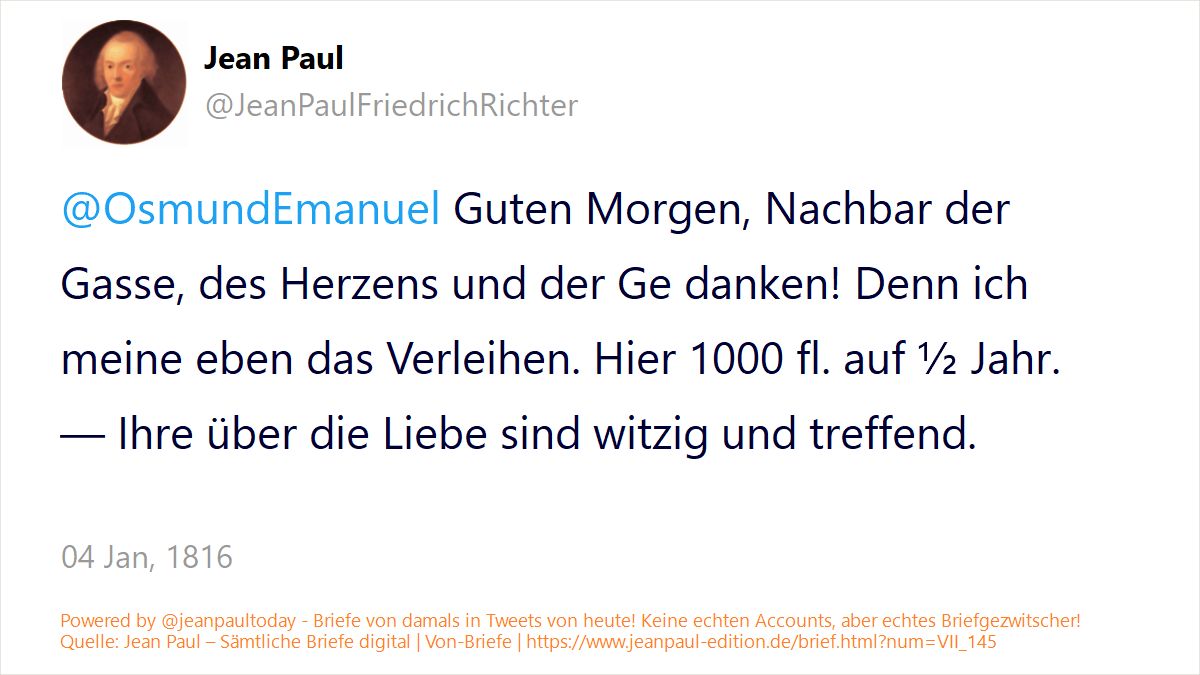 Jean Paul
@JeanPaulFriedrichRichter
@OsmundEmanuel Guten Morgen, Nachbar der
Gasse, des Herzens und der Ge danken! Denn ich
meine eben das Verleihen. Hier 1000 fl. auf ½ Jahr.
— Ihre über die Liebe sind witzig und treffend.
04 Jan, 1816
Powered by @jeanpaultoday - Briefe von damals in Tweets von heute! Keine echten Accounts, aber echtes Briefgezwitscher!
Quelle: Jean Paul – Sämtliche Briefe digital | Von-Briefe | https://www.jeanpaul-edition.de/brief.html?num=VII_145